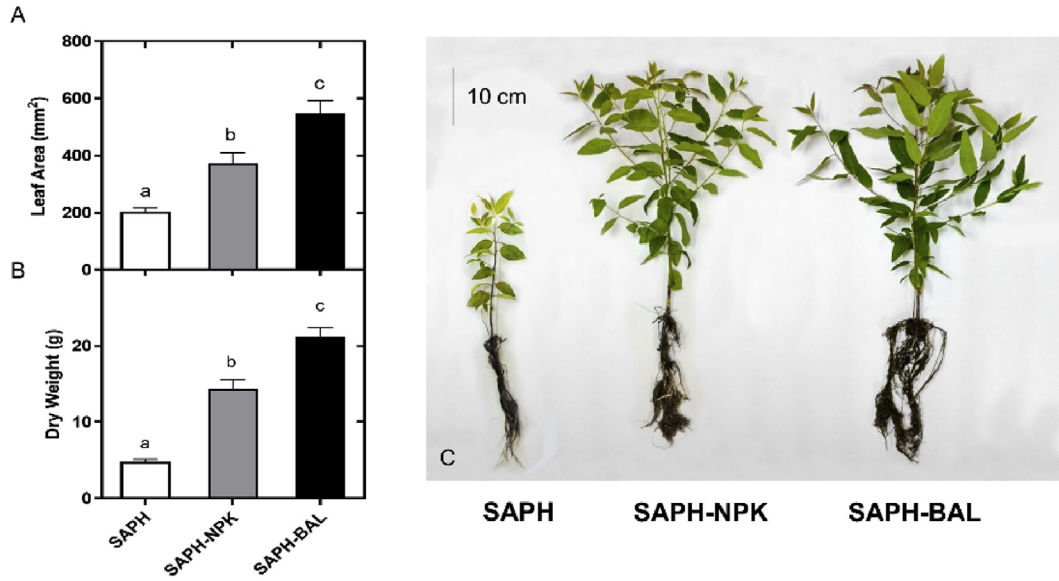 A
800
600
400
200
0
Leaf Area (mm²)
a
b
c
B
20
10
0
Dry Weight (g)
a
b
c
SAPH
SAPH-NPK
SAPH-BAL
10 cm
C
SAPH
SAPH-NPK
SAPH-BAL